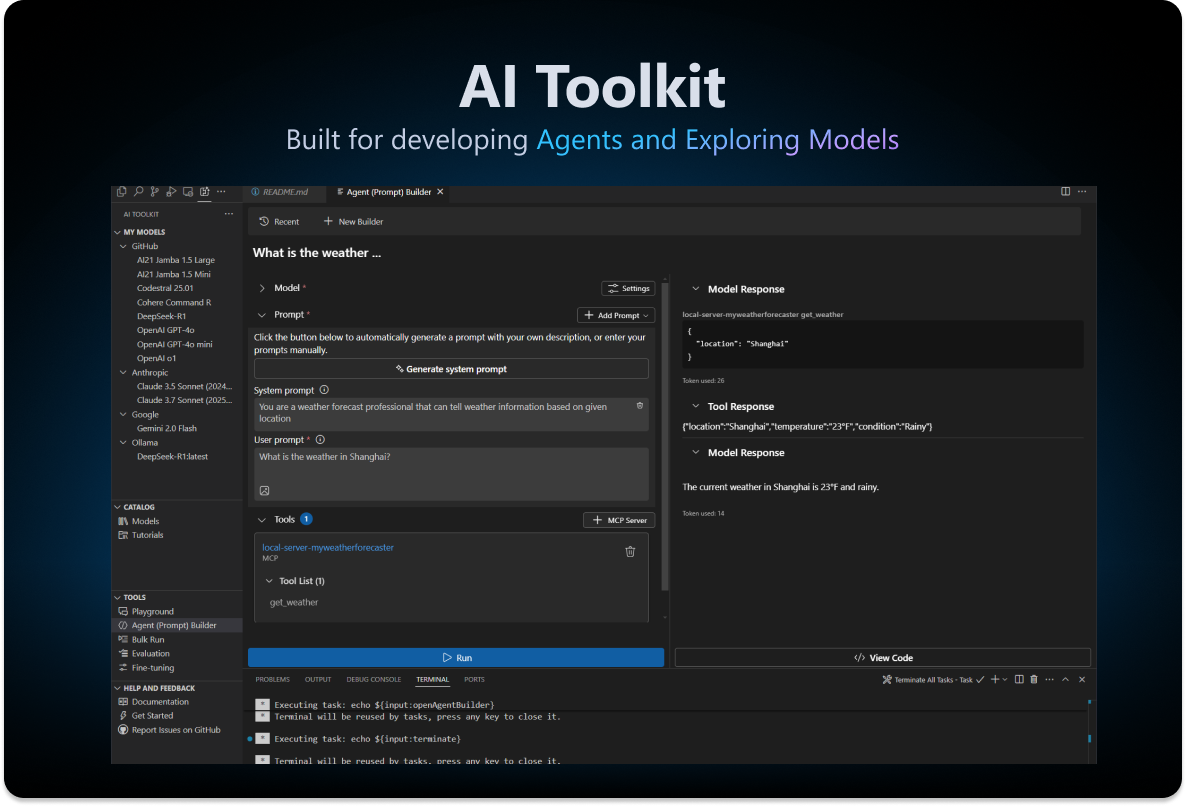 AI Toolkit
Built for developing Agents and Exploring Models
README.md
Agent (Prompt) Builder
AI TOOLKIT
MY MODELS
GitHub
AI21 Jamba 1.5 Large
AI21 Jamba 1.5 Mini
Codestral 25.01
Cohere Command R
DeepSeek-R1
OpenAI GPT-4o
OpenAI GPT-4o mini
OpenAI o1
Anthropic
Claude 3.5 Sonnet (2024...
Claude 3.7 Sonnet (2025...
Google
Gemini 2.0 Flash
Ollama
DeepSeek-R1:latest
CATALOG
Models
Tutorials
TOOLS
Playground
Agent (Prompt) Builder
Bulk Run
Evaluation
Fine-tuning
HELP AND FEEDBACK
Documentation
Get Started
Report Issues on GitHub
Recent
New Builder
What is the weather ...
Model *
Settings
Prompt *
Add Prompt
Click the button below to automatically generate a prompt with your own description, or enter your
prompts manually.
Generate system prompt
System prompt
You are a weather forecast professional that can tell weather information based on given
location
User prompt *
What is the weather in Shanghai?
Tools 1
MCP Server
local-server-myweatherforecaster
MCP
Tool List (1)
get_weather
Run
Model Response
local-server-myweatherforecaster get_weather
{
"location": "Shanghai"
}
Token used: 26
Tool Response
{"location":"Shanghai","temperature":"23°F","condition":"Rainy"}
Model Response
The current weather in Shanghai is 23°F and rainy.
Token used: 14
View Code
PROBLEMS
OUTPUT
DEBUG CONSOLE
TERMINAL
PORTS
Terminate All Tasks - Task
* Executing task: echo ${input:openAgentBuilder}
* Terminal will be reused by tasks, press any key to close it.
* Executing task: echo ${input:terminate}
* Terminal will be reused by tasks, press any key to close it.